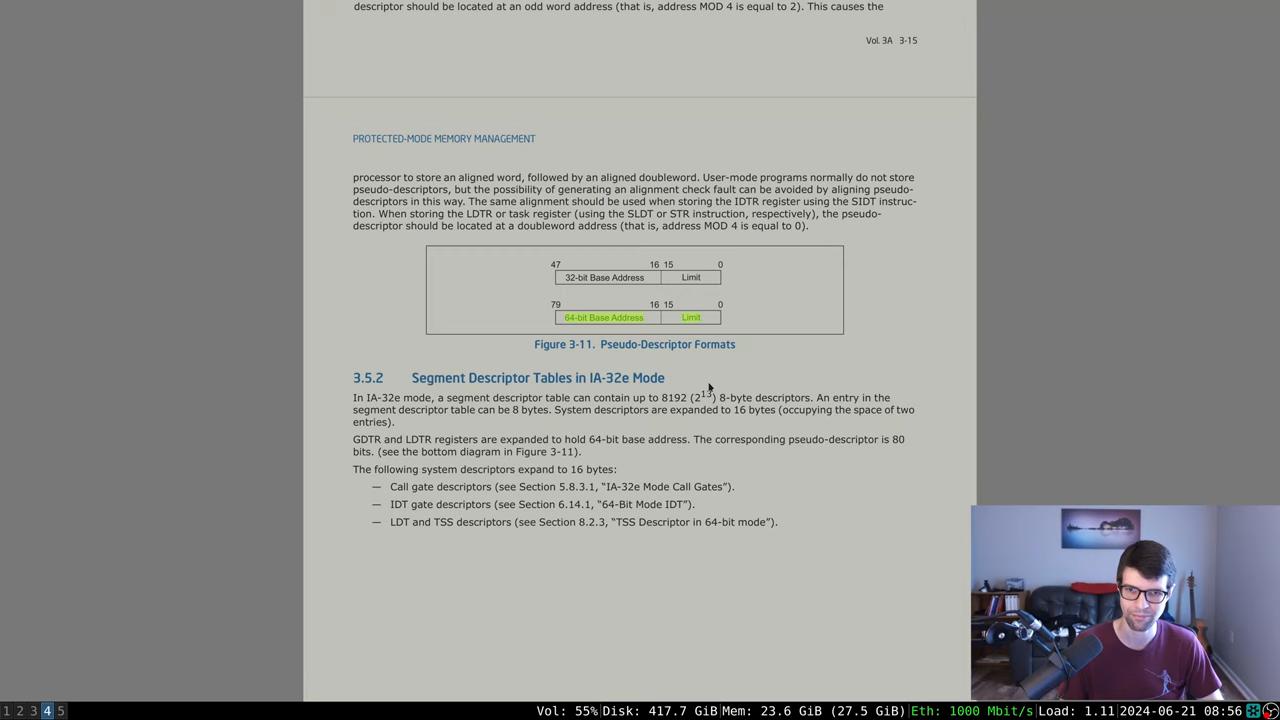 descriptor should be located at an odd word address (that is, address MOD 4 is equal to 2). This causes the
Vol. 3A 3-15
PROTECTED-MODE MEMORY MANAGEMENT
processor to store an aligned word, followed by an aligned doubleword. User-mode programs normally do not store
pseudo-descriptors, but the possibility of generating an alignment check fault can be avoided by aligning pseudo-
descriptors in this way. The same alignment should be used when storing the IDTR register using the SIDT instruc-
tion. When storing the LDTR or task register (using the SLDT or STR instruction, respectively), the pseudo-
descriptor should be located at a doubleword address (that is, address MOD 4 is equal to 0).
47 16 15 0
32-bit Base Address Limit
79 16 15 0
64-bit Base Address Limit
Figure 3-11. Pseudo-Descriptor Formats
3.5.2 Segment Descriptor Tables in IA-32e Mode
In IA-32e mode, a segment descriptor table can contain up to 8192 (2^13) 8-byte descriptors. An entry in the
segment descriptor table can be 8 bytes. System descriptors are expanded to 16 bytes (occupying the space of two
entries).
GDTR and LDTR registers are expanded to hold 64-bit base address. The corresponding pseudo-descriptor is 80
bits. (see the bottom diagram in Figure 3-11).
The following system descriptors expand to 16 bytes:
— Call gate descriptors (see Section 5.8.3.1, “IA-32e Mode Call Gates”).
— IDT gate descriptors (see Section 6.14.1, “64-Bit Mode IDT”).
— LDT and TSS descriptors (see Section 8.2.3, “TSS Descriptor in 64-bit mode”).
1 2 3 4 5 Vol: 55%|Disk: 417.7 GiB|Mem: 23.6 GiB (27.5 GiB)|Eth: 1000 Mbit/s|Load: 1.11|2024-06-21 08:56